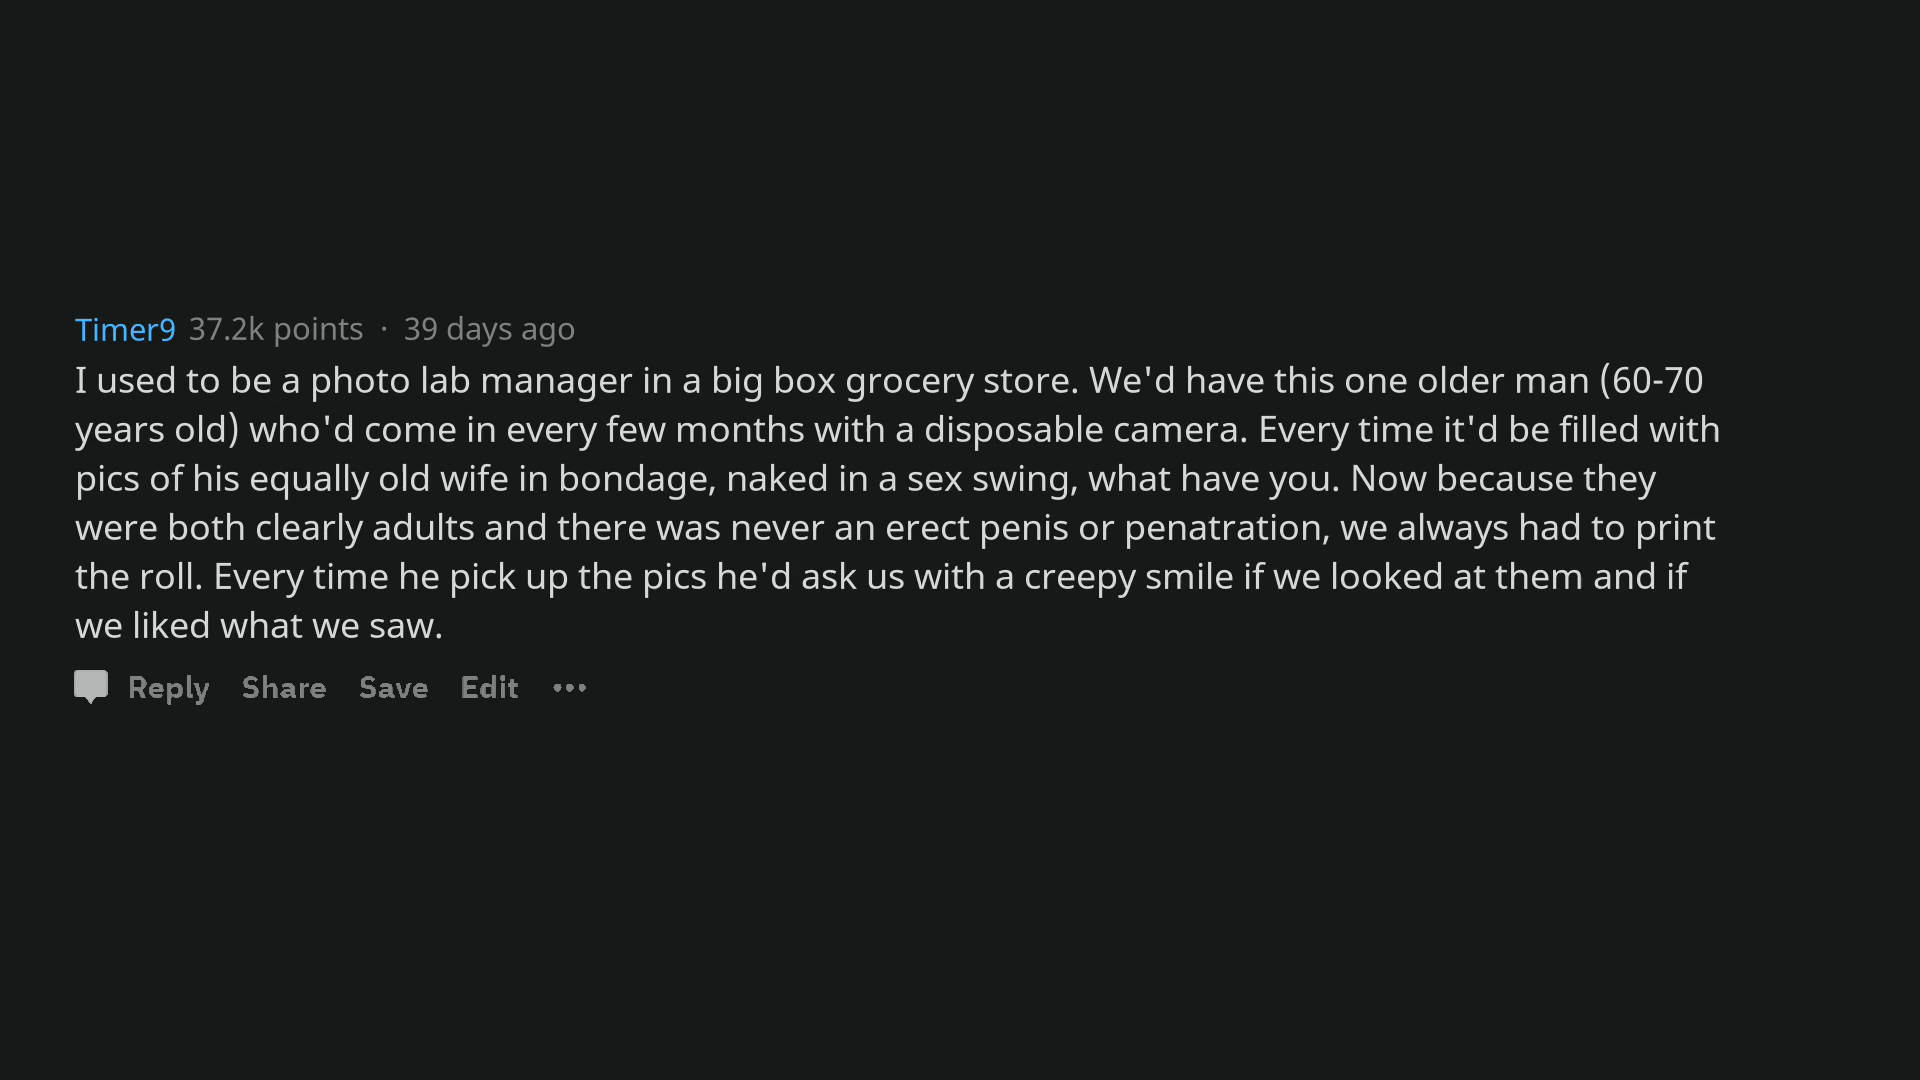 Timer9 37.2k points · 39 days ago
I used to be a photo lab manager in a big box grocery store. We'd have this one older man (60-70
years old) who'd come in every few months with a disposable camera. Every time it'd be filled with
pics of his equally old wife in bondage, naked in a sex swing, what have you. Now because they
were both clearly adults and there was never an erect penis or penatration, we always had to print
the roll. Every time he pick up the pics he'd ask us with a creepy smile if we looked at them and if
we liked what we saw.
Reply Share Save Edit •••